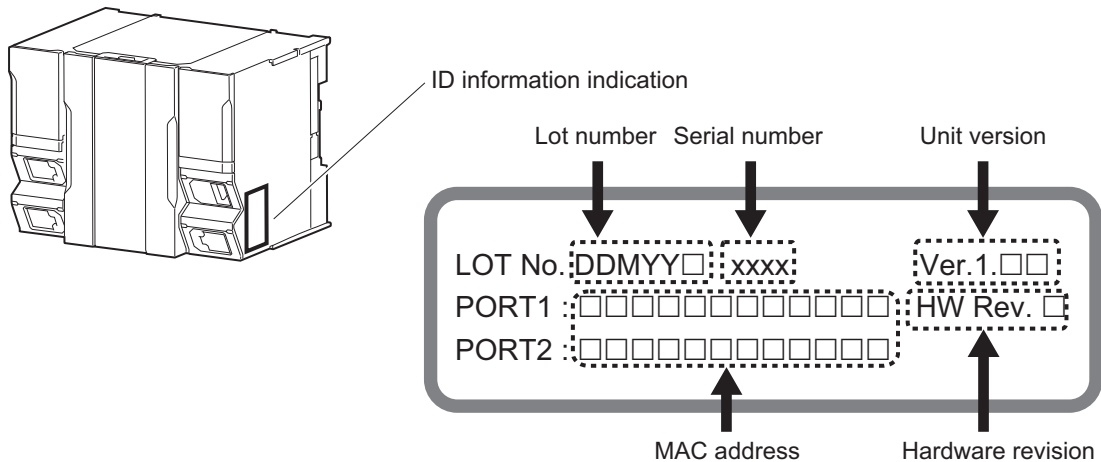 ID information indication
Lot number Serial number Unit version
LOT No. DDMYY□ xxxx Ver.1.□□
PORT1 : □□□□□□□□□□□□ HW Rev. □
PORT2 : □□□□□□□□□□□□
MAC address Hardware revision